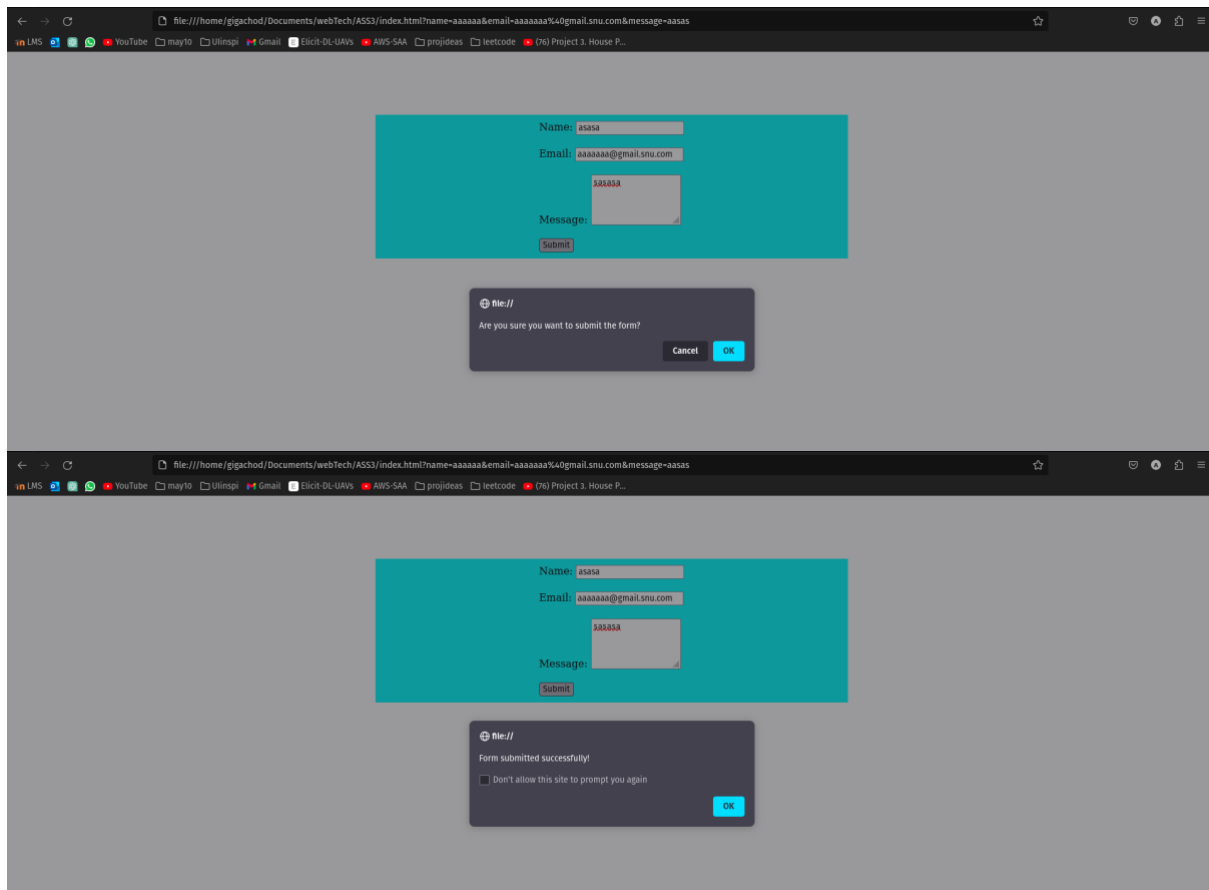 file:///home/gigachod/Documents/webTech/ASS3/index.html?name=aaaaaa&email=aaaaaaa%40gmail.snu.com&message=aasas
LMS YouTube may10 UIinspi Gmail Elicit-DL-UAVs AWS-SAA projideas leetcode (76) Project 3. House P...
Name: asasa
Email: aaaaaaa@gmail.snu.com
sasasa
Message:
Submit
file://
Are you sure you want to submit the form?
Cancel OK
file:///home/gigachod/Documents/webTech/ASS3/index.html?name=aaaaaa&email=aaaaaaa%40gmail.snu.com&message=aasas
LMS YouTube may10 UIinspi Gmail Elicit-DL-UAVs AWS-SAA projideas leetcode (76) Project 3. House P...
Name: asasa
Email: aaaaaaa@gmail.snu.com
sasasa
Message:
Submit
file://
Form submitted successfully!
Don't allow this site to prompt you again
OK